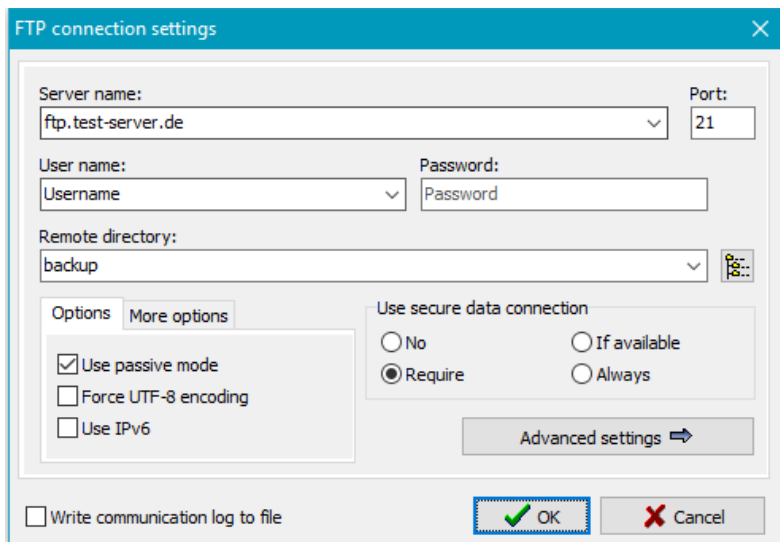 FTP connection settings
Server name:
Port:
ftp.test-server.de
21
User name:
Password:
Username
Password
Remote directory:
backup
Options
More options
Use secure data connection
Use passive mode
Force UTF-8 encoding
Use IPv6
No
If available
Require
Always
Advanced settings
Write communication log to file
OK
Cancel